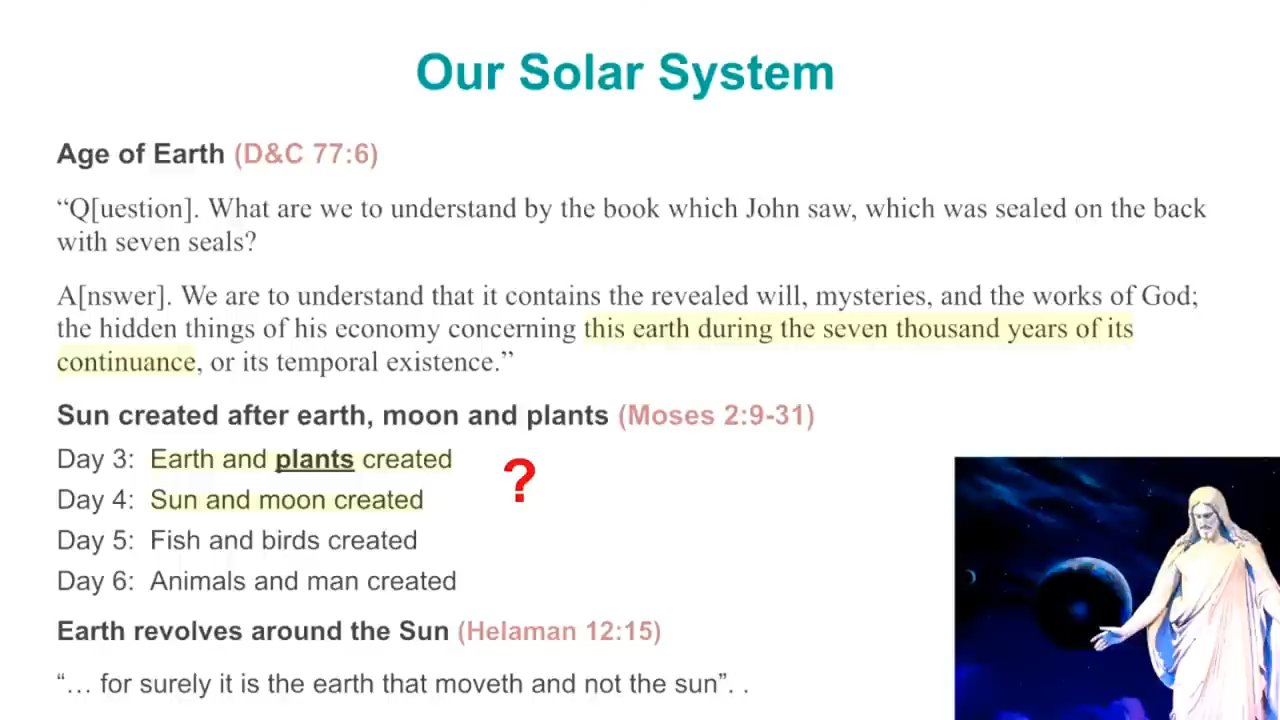 Our Solar System
Age of Earth (D&C 77:6)
“Q[uestion]. What are we to understand by the book which John saw, which was sealed on the back
with seven seals?
A[nswer]. We are to understand that it contains the revealed will, mysteries, and the works of God;
the hidden things of his economy concerning this earth during the seven thousand years of its
continuance, or its temporal existence.”
Sun created after earth, moon and plants (Moses 2:9-31)
Day 3: Earth and plants created
?
Day 4: Sun and moon created
Day 5: Fish and birds created
Day 6: Animals and man created
Earth revolves around the Sun (Helaman 12:15)
“… for surely it is the earth that moveth and not the sun”. .